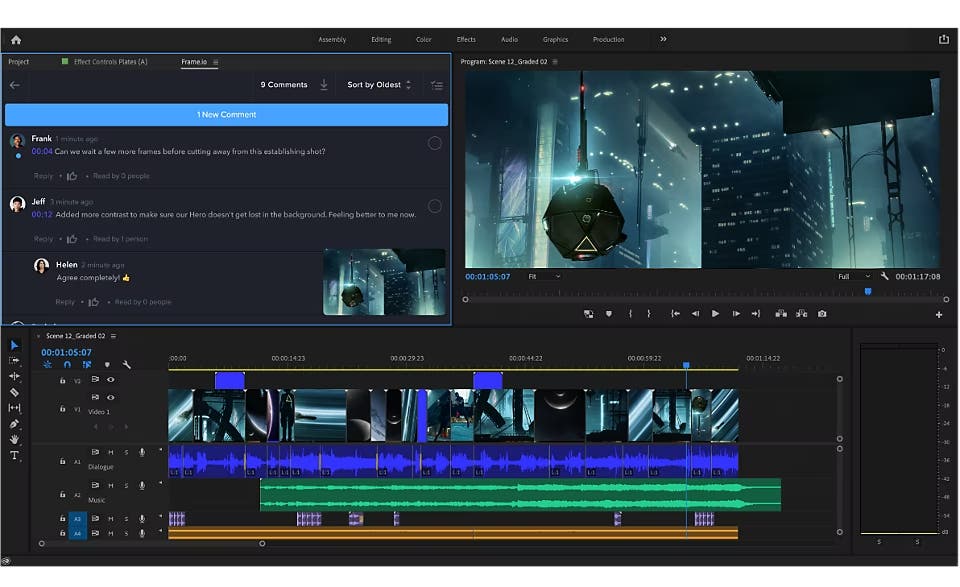 Assembly Editing Color Effects Audio Graphics Production
Project Effect Controls Plates (A) Frame.io
Program: Scene 12_Graded 02
9 Comments Sort by Oldest
1 New Comment
Frank 1 minute ago
00:04 Can we wait a few more frames before cutting away from this establishing shot?
Reply • • Read by 0 people
Jeff 3 minute ago
00:12 Added more contrast to make sure our Hero doesn't get lost in the background. Feeling better to me now.
Reply • • Read by 1 person
Helen 2 minute ago
Agree completely! 👍
Reply • • Read by 0 people
00:01:05:07 Fit Full 00:01:17:08
Scene 12_Graded 02
00:01:05:07
:00:00 00:00:14:23 00:00:29:23 00:00:44:22 00:00:59:22 00:01:14:22
V2
V1 Video 1
A1 M S
Dialogue
A2 M S
Music
A3 M S
A4 M S
0
-6
-12
-18
-24
-30
-36
-42
-48
-54
dB
S S